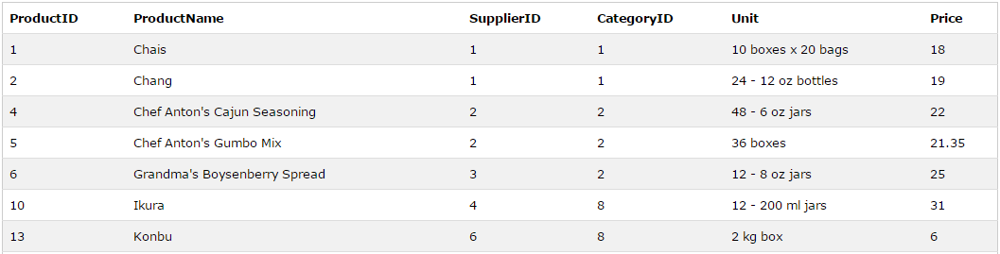 ProductID ProductName SupplierID CategoryID Unit Price
1 Chais 1 1 10 boxes x 20 bags 18
2 Chang 1 1 24 - 12 oz bottles 19
4 Chef Anton's Cajun Seasoning 2 2 48 - 6 oz jars 22
5 Chef Anton's Gumbo Mix 2 2 36 boxes 21.35
6 Grandma's Boysenberry Spread 3 2 12 - 8 oz jars 25
10 Ikura 4 8 12 - 200 ml jars 31
13 Konbu 6 8 2 kg box 6